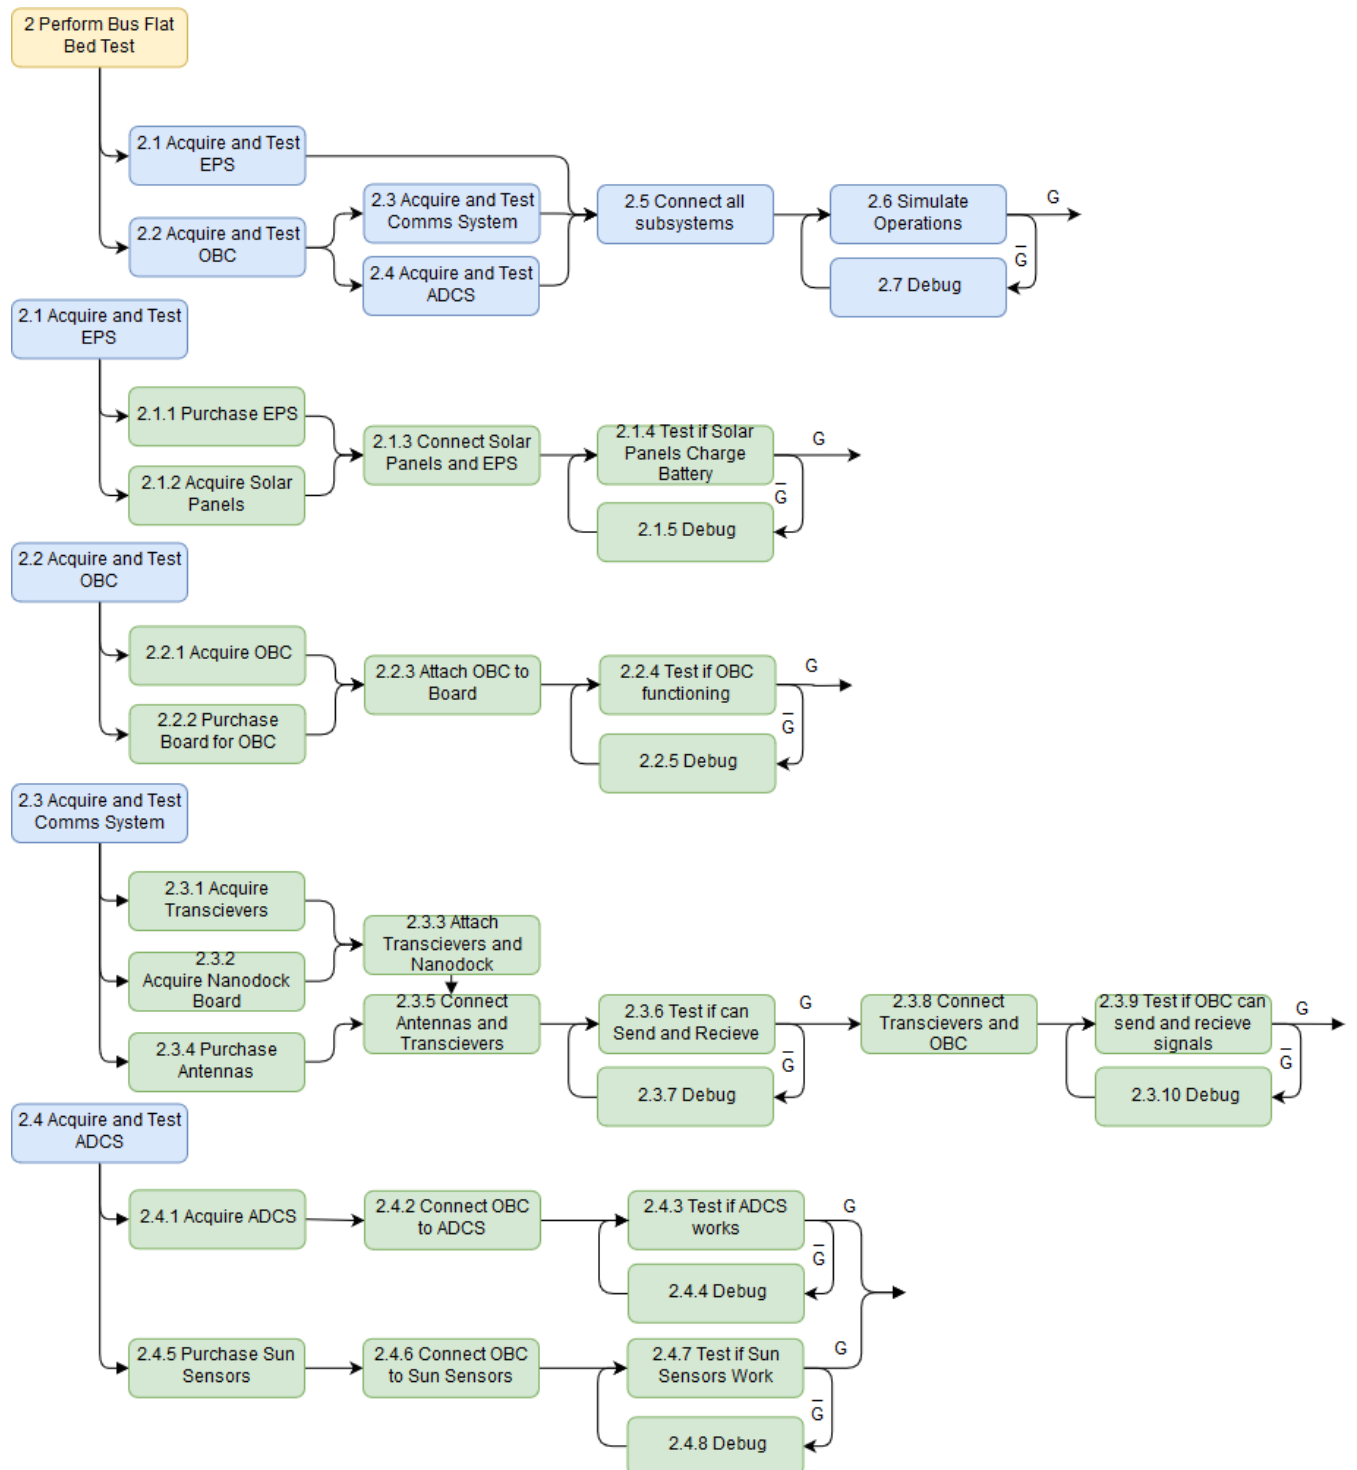 2 Perform Bus Flat
Bed Test
2.1 Acquire and Test
EPS
2.2 Acquire and Test
OBC
2.3 Acquire and Test
Comms System
2.4 Acquire and Test
ADCS
2.5 Connect all
subsystems
2.6 Simulate
Operations
G
G̅
2.7 Debug
2.1 Acquire and Test
EPS
2.1.1 Purchase EPS
2.1.2 Acquire Solar
Panels
2.1.3 Connect Solar
Panels and EPS
2.1.4 Test if Solar
Panels Charge
Battery
G
G̅
2.1.5 Debug
2.2 Acquire and Test
OBC
2.2.1 Acquire OBC
2.2.2 Purchase
Board for OBC
2.2.3 Attach OBC to
Board
2.2.4 Test if OBC
functioning
G
G̅
2.2.5 Debug
2.3 Acquire and Test
Comms System
2.3.1 Acquire
Transcievers
2.3.2
Acquire Nanodock
Board
2.3.3 Attach
Transcievers and
Nanodock
2.3.4 Purchase
Antennas
2.3.5 Connect
Antennas and
Transcievers
2.3.6 Test if can
Send and Recieve
G
G̅
2.3.7 Debug
2.3.8 Connect
Transcievers and
OBC
2.3.9 Test if OBC can
send and recieve
signals
G
G̅
2.3.10 Debug
2.4 Acquire and Test
ADCS
2.4.1 Acquire ADCS
2.4.2 Connect OBC
to ADCS
2.4.3 Test if ADCS
works
G
G̅
2.4.4 Debug
2.4.5 Purchase Sun
Sensors
2.4.6 Connect OBC
to Sun Sensors
2.4.7 Test if Sun
Sensors Work
G
G̅
2.4.8 Debug